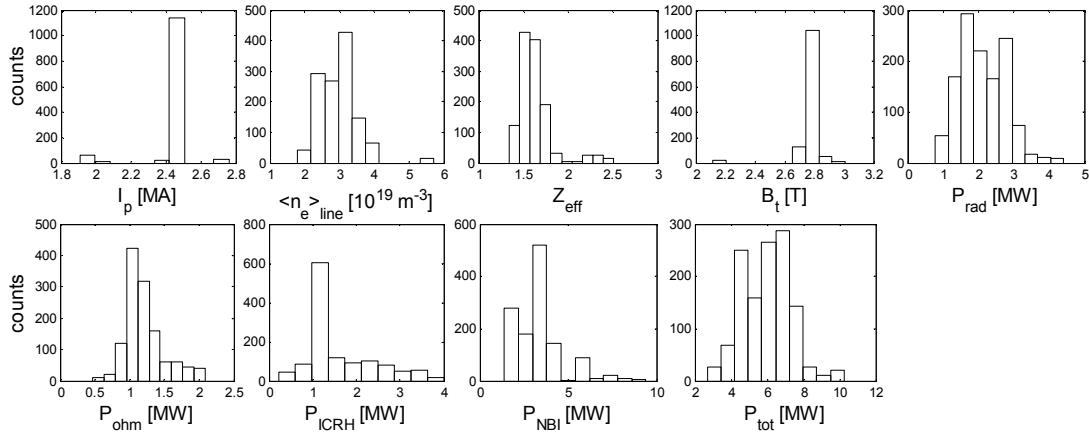 counts
1200
1000
800
600
400
200
0
1.8 2 2.2 2.4 2.6 2.8
I_p [MA]
500
400
300
200
100
0
1 2 3 4 5 6
<n_e>_line [10^19 m^-3]
500
400
300
200
100
0
1 1.5 2 2.5 3
Z_eff
1200
1000
800
600
400
200
0
2 2.2 2.4 2.6 2.8 3 3.2
B_t [T]
300
200
100
0
0 1 2 3 4 5
P_rad [MW]
counts
500
400
300
200
100
0
0 0.5 1 1.5 2 2.5
P_ohm [MW]
800
600
400
200
0
0 1 2 3 4
P_ICRH [MW]
600
400
200
0
0 5 10
P_NBI [MW]
300
200
100
0
2 4 6 8 10 12
P_tot [MW]